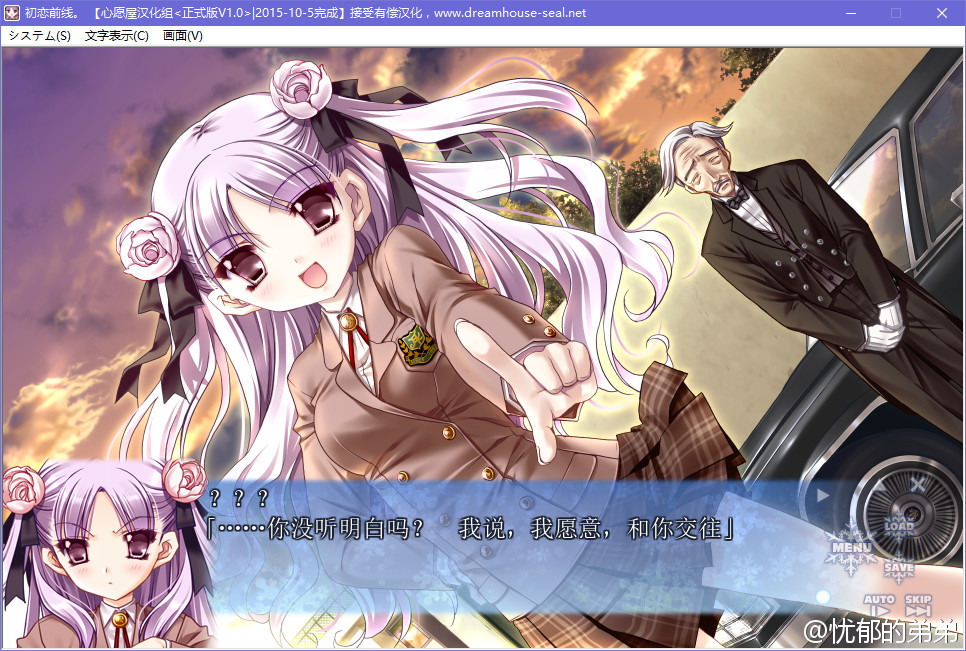 初恋前线。 【心愿屋汉化组<正式版V1.0>|2015-10-5完成】接受有偿汉化，www.dreamhouse-seal.net
システム(S) 文字表示(C) 画面(V)
？？？
「……你没听明白吗？ 我说，我愿意，和你交往」
LOAD
MENU
SAVE
AUTO SKIP
@忧郁的弟弟